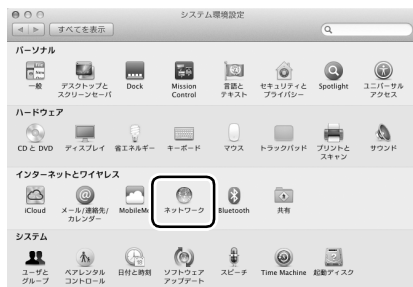 システム環境設定
すべてを表示
パーソナル
一般
デスクトップと
スクリーンセーバ
Dock
Mission
Control
言語と
テキスト
セキュリティと
プライバシー
Spotlight
ユニバーサル
アクセス
ハードウェア
CD と DVD
ディスプレイ
省エネルギー
キーボード
マウス
トラックパッド
プリントと
スキャン
サウンド
インターネットとワイヤレス
iCloud
メール/連絡先/
カレンダー
MobileMe
ネットワーク
Bluetooth
共有
システム
ユーザと
グループ
ペアレンタル
コントロール
日付と時刻
ソフトウェア
アップデート
スピーチ
Time Machine
起動ディスク